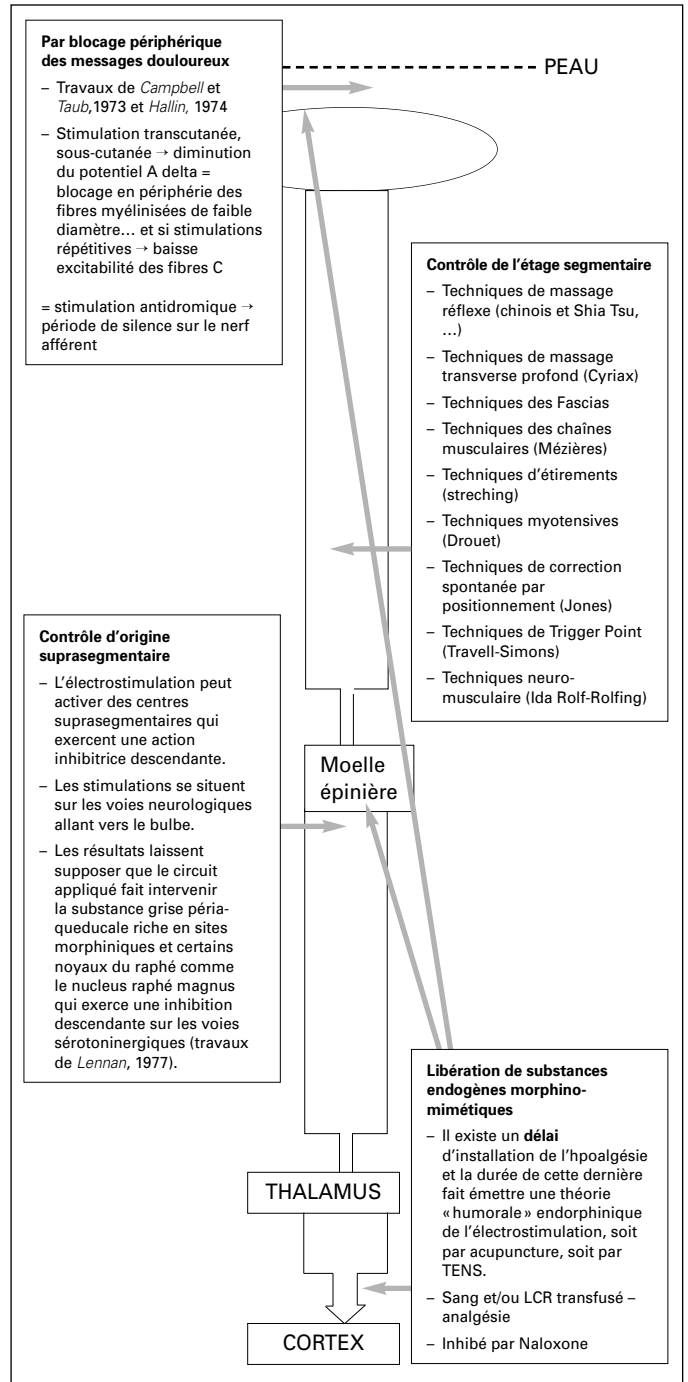 Par blocage périphérique
des messages douloureux
– Travaux de Campbell et
Taub,1973 et Hallin, 1974
– Stimulation transcutanée,
sous-cutanée → diminution
du potentiel A delta =
blocage en périphérie des
fibres myélinisées de faible
diamètre… et si stimulations
répétitives → baisse
excitabilité des fibres C
= stimulation antidromique →
période de silence sur le nerf
afférent
PEAU
Contrôle de l’étage segmentaire
– Techniques de massage
réflexe (chinois et Shia Tsu,
…)
– Techniques de massage
transverse profond (Cyriax)
– Techniques des Fascias
– Techniques des chaînes
musculaires (Mézières)
– Techniques d’étirements
(streching)
– Techniques myotensives
(Drouet)
– Techniques de correction
spontanée par
positionnement (Jones)
– Techniques de Trigger Point
(Travell-Simons)
– Techniques neuro-
musculaire (Ida Rolf-Rolfing)
Contrôle d’origine
suprasegmentaire
– L’électrostimulation peut
activer des centres
suprasegmentaires qui
exercent une action
inhibitrice descendante.
– Les stimulations se situent
sur les voies neurologiques
allant vers le bulbe.
– Les résultats laissent
supposer que le circuit
appliqué fait intervenir
la substance grise péria-
queducale riche en sites
morphiniques et certains
noyaux du raphé comme
le nucleus raphé magnus
qui exerce une inhibition
descendante sur les voies
sérotoninergiques (travaux
de Lennan, 1977).
Moelle
épinière
Libération de substances
endogènes morphino-
mimétiques
– Il existe un délai
d’installation de l’hpoalgésie
et la durée de cette dernière
fait émettre une théorie
«humorale» endorphinique
de l’électrostimulation, soit
par acupuncture, soit par
TENS.
– Sang et/ou LCR transfusé –
analgésie
– Inhibé par Naloxone
THALAMUS
CORTEX